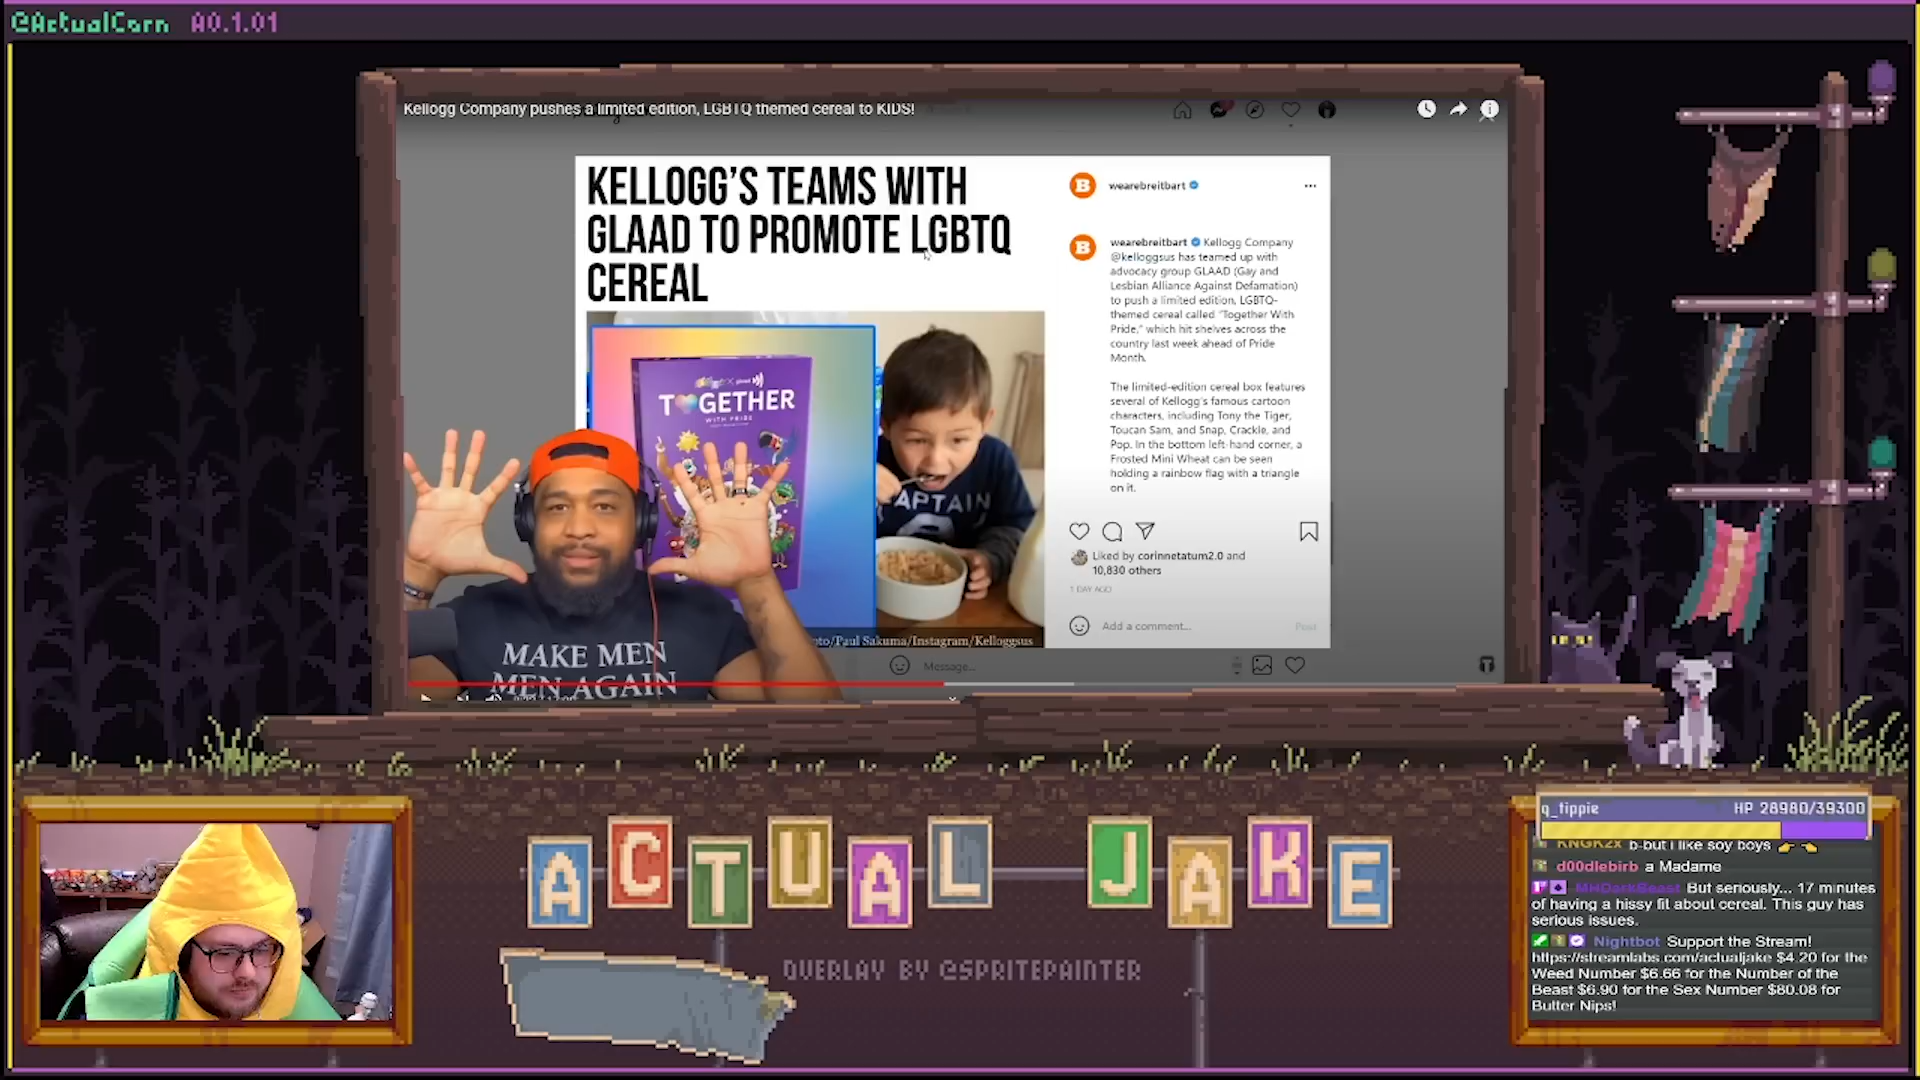 @ActualCorn A0.1.01
Kellogg Company pushes a limited edition, LGBTQ themed cereal to KIDS!
KELLOGG'S TEAMS WITH
GLAAD TO PROMOTE LGBTQ
CEREAL
glaad
TOGETHER
WITH PRIDE
CAPTAIN
MAKE MEN
MEN AGAIN
oto/Paul Sakuma/Instagram/Kelloggsus
B wearebreitbart
...
B wearebreitbart Kellogg Company
@kelloggsus has teamed up with
advocacy group GLAAD (Gay and
Lesbian Alliance Against Defamation)
to push a limited edition, LGBTQ-
themed cereal called "Together With
Pride," which hit shelves across the
country last week ahead of Pride
Month.
The limited-edition cereal box features
several of Kellogg's famous cartoon
characters, including Tony the Tiger,
Toucan Sam, and Snap, Crackle, and
Pop. In the bottom left-hand corner, a
Frosted Mini Wheat can be seen
holding a rainbow flag with a triangle
on it.
Liked by corinnetatum2.0 and
10,830 others
1 DAY AGO
Add a comment...
Post
Message...
ACTUAL JAKE
OVERLAY BY @SPRITEPAINTER
q_tippie HP 28980/39300
KNGK2X b-but i like soy boys
d00dlebirb a Madame
MHDarkBeast But seriously... 17 minutes
of having a hissy fit about cereal. This guy has
serious issues.
Nightbot Support the Stream!
https://streamlabs.com/actualjake $4.20 for the
Weed Number $6.66 for the Number of the
Beast $6.90 for the Sex Number $80.08 for
Butter Nips!